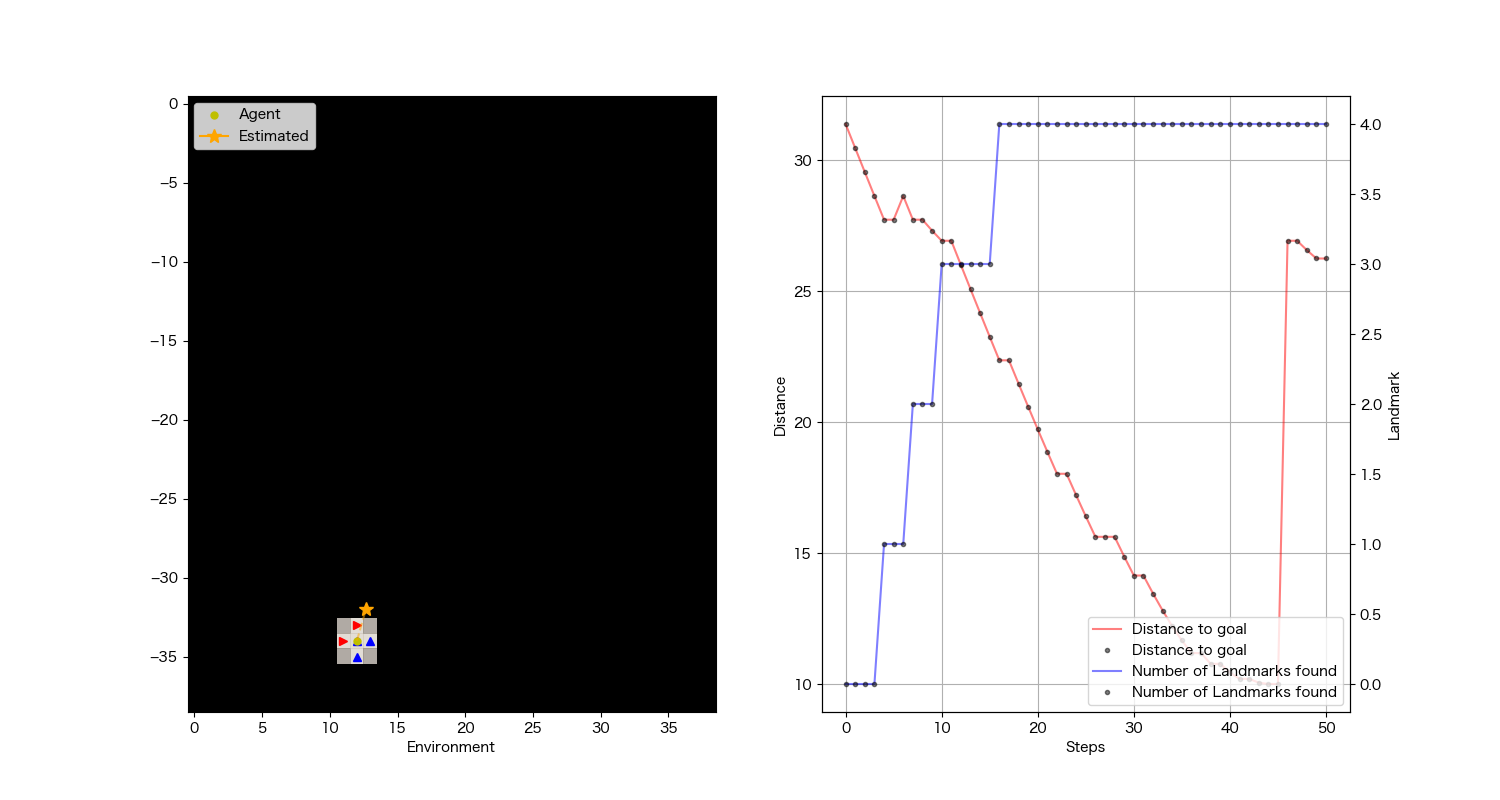 Agent
Estimated
0
−5
−10
−15
−20
−25
−30
−35
0 5 10 15 20 25 30 35
Environment
Distance
30
25
20
15
10
0 10 20 30 40 50
Steps
4.0
3.5
3.0
2.5
2.0
1.5
1.0
0.5
0.0
Landmark
Distance to goal
Distance to goal
Number of Landmarks found
Number of Landmarks found